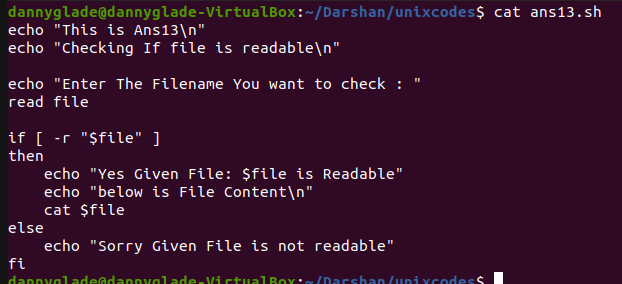 dannyglade@dannyglade-VirtualBox:~/Darshan/unixcodes$ cat ans13.sh
echo "This is Ans13\n"
echo "Checking If file is readable\n"

echo "Enter The Filename You want to check : "
read file

if [ -r "$file" ]
then
    echo "Yes Given File: $file is Readable"
    echo "below is File Content\n"
    cat $file
else
    echo "Sorry Given File is not readable"
fi
dannyglade@dannyglade-VirtualBox:~/Darshan/unixcodes$